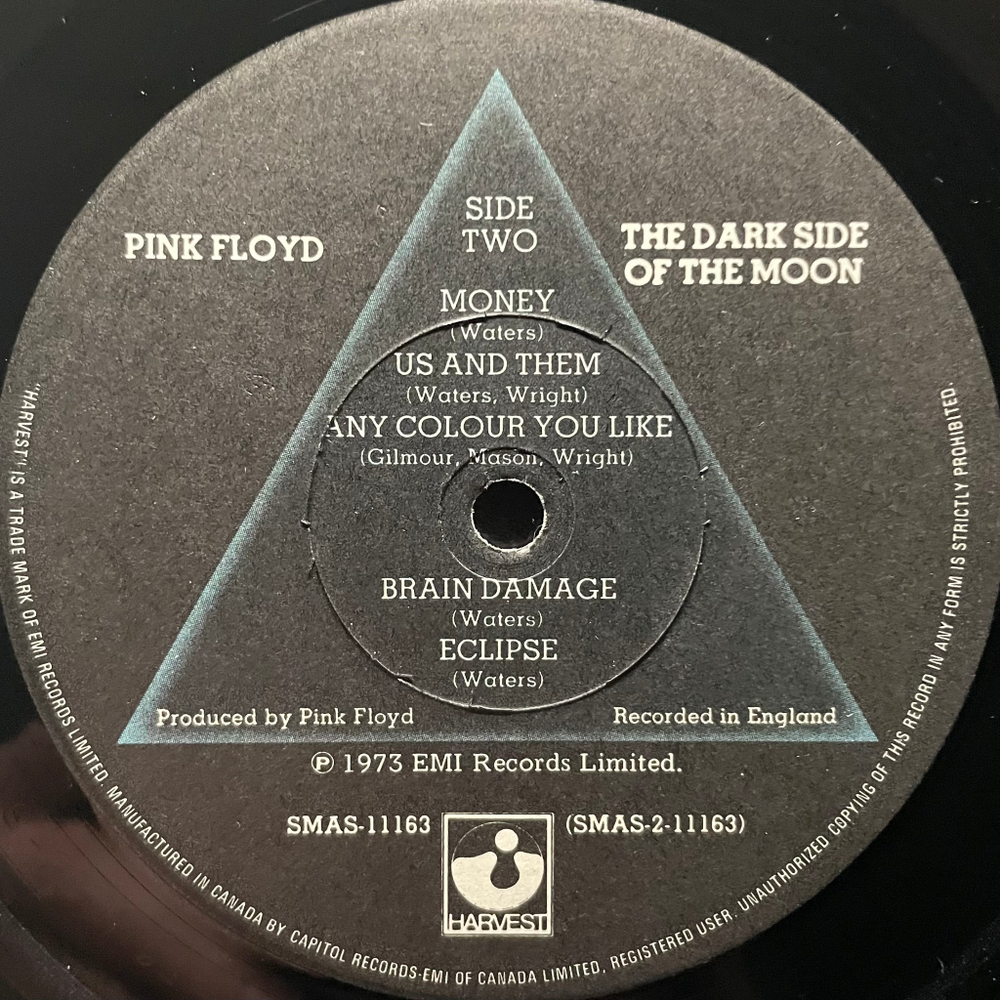 SIDE
TWO
PINK FLOYD
THE DARK SIDE
OF THE MOON
MONEY
(Waters)
US AND THEM
(Waters, Wright)
ANY COLOUR YOU LIKE
(Gilmour, Mason, Wright)
BRAIN DAMAGE
(Waters)
ECLIPSE
(Waters)
Produced by Pink Floyd
Recorded in England
℗ 1973 EMI Records Limited.
SMAS-11163
(SMAS-2-11163)
HARVEST
"HARVEST" IS A TRADE MARK OF EMI RECORDS LIMITED. MANUFACTURED IN CANADA BY CAPITOL RECORDS-EMI OF CANADA LIMITED, REGISTERED USER. UNAUTHORIZED COPYING OF THIS RECORD IN ANY FORM IS STRICTLY PROHIBITED.